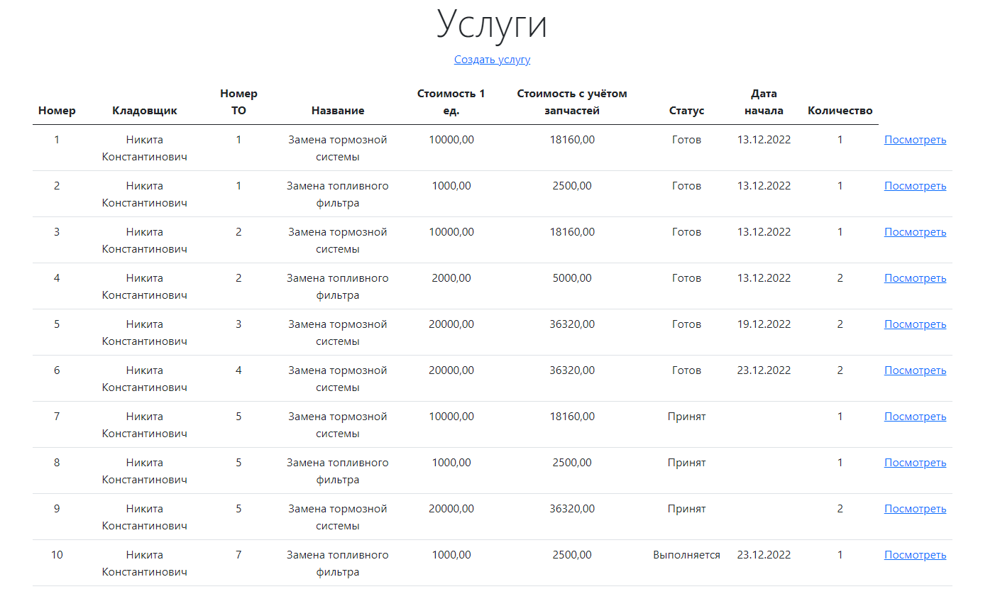 Услуги
Создать услугу
Номер Кладовщик Номер ТО Название Стоимость 1 ед. Стоимость с учётом запчастей Статус Дата начала Количество
1 Никита Константинович 1 Замена тормозной системы 10000,00 18160,00 Готов 13.12.2022 1 Посмотреть
2 Никита Константинович 1 Замена топливного фильтра 1000,00 2500,00 Готов 13.12.2022 1 Посмотреть
3 Никита Константинович 2 Замена тормозной системы 10000,00 18160,00 Готов 13.12.2022 1 Посмотреть
4 Никита Константинович 2 Замена топливного фильтра 2000,00 5000,00 Готов 13.12.2022 2 Посмотреть
5 Никита Константинович 3 Замена тормозной системы 20000,00 36320,00 Готов 19.12.2022 2 Посмотреть
6 Никита Константинович 4 Замена тормозной системы 20000,00 36320,00 Готов 23.12.2022 2 Посмотреть
7 Никита Константинович 5 Замена тормозной системы 10000,00 18160,00 Принят 1 Посмотреть
8 Никита Константинович 5 Замена топливного фильтра 1000,00 2500,00 Принят 1 Посмотреть
9 Никита Константинович 5 Замена тормозной системы 20000,00 36320,00 Принят 2 Посмотреть
10 Никита Константинович 7 Замена топливного фильтра 1000,00 2500,00 Выполняется 23.12.2022 1 Посмотреть